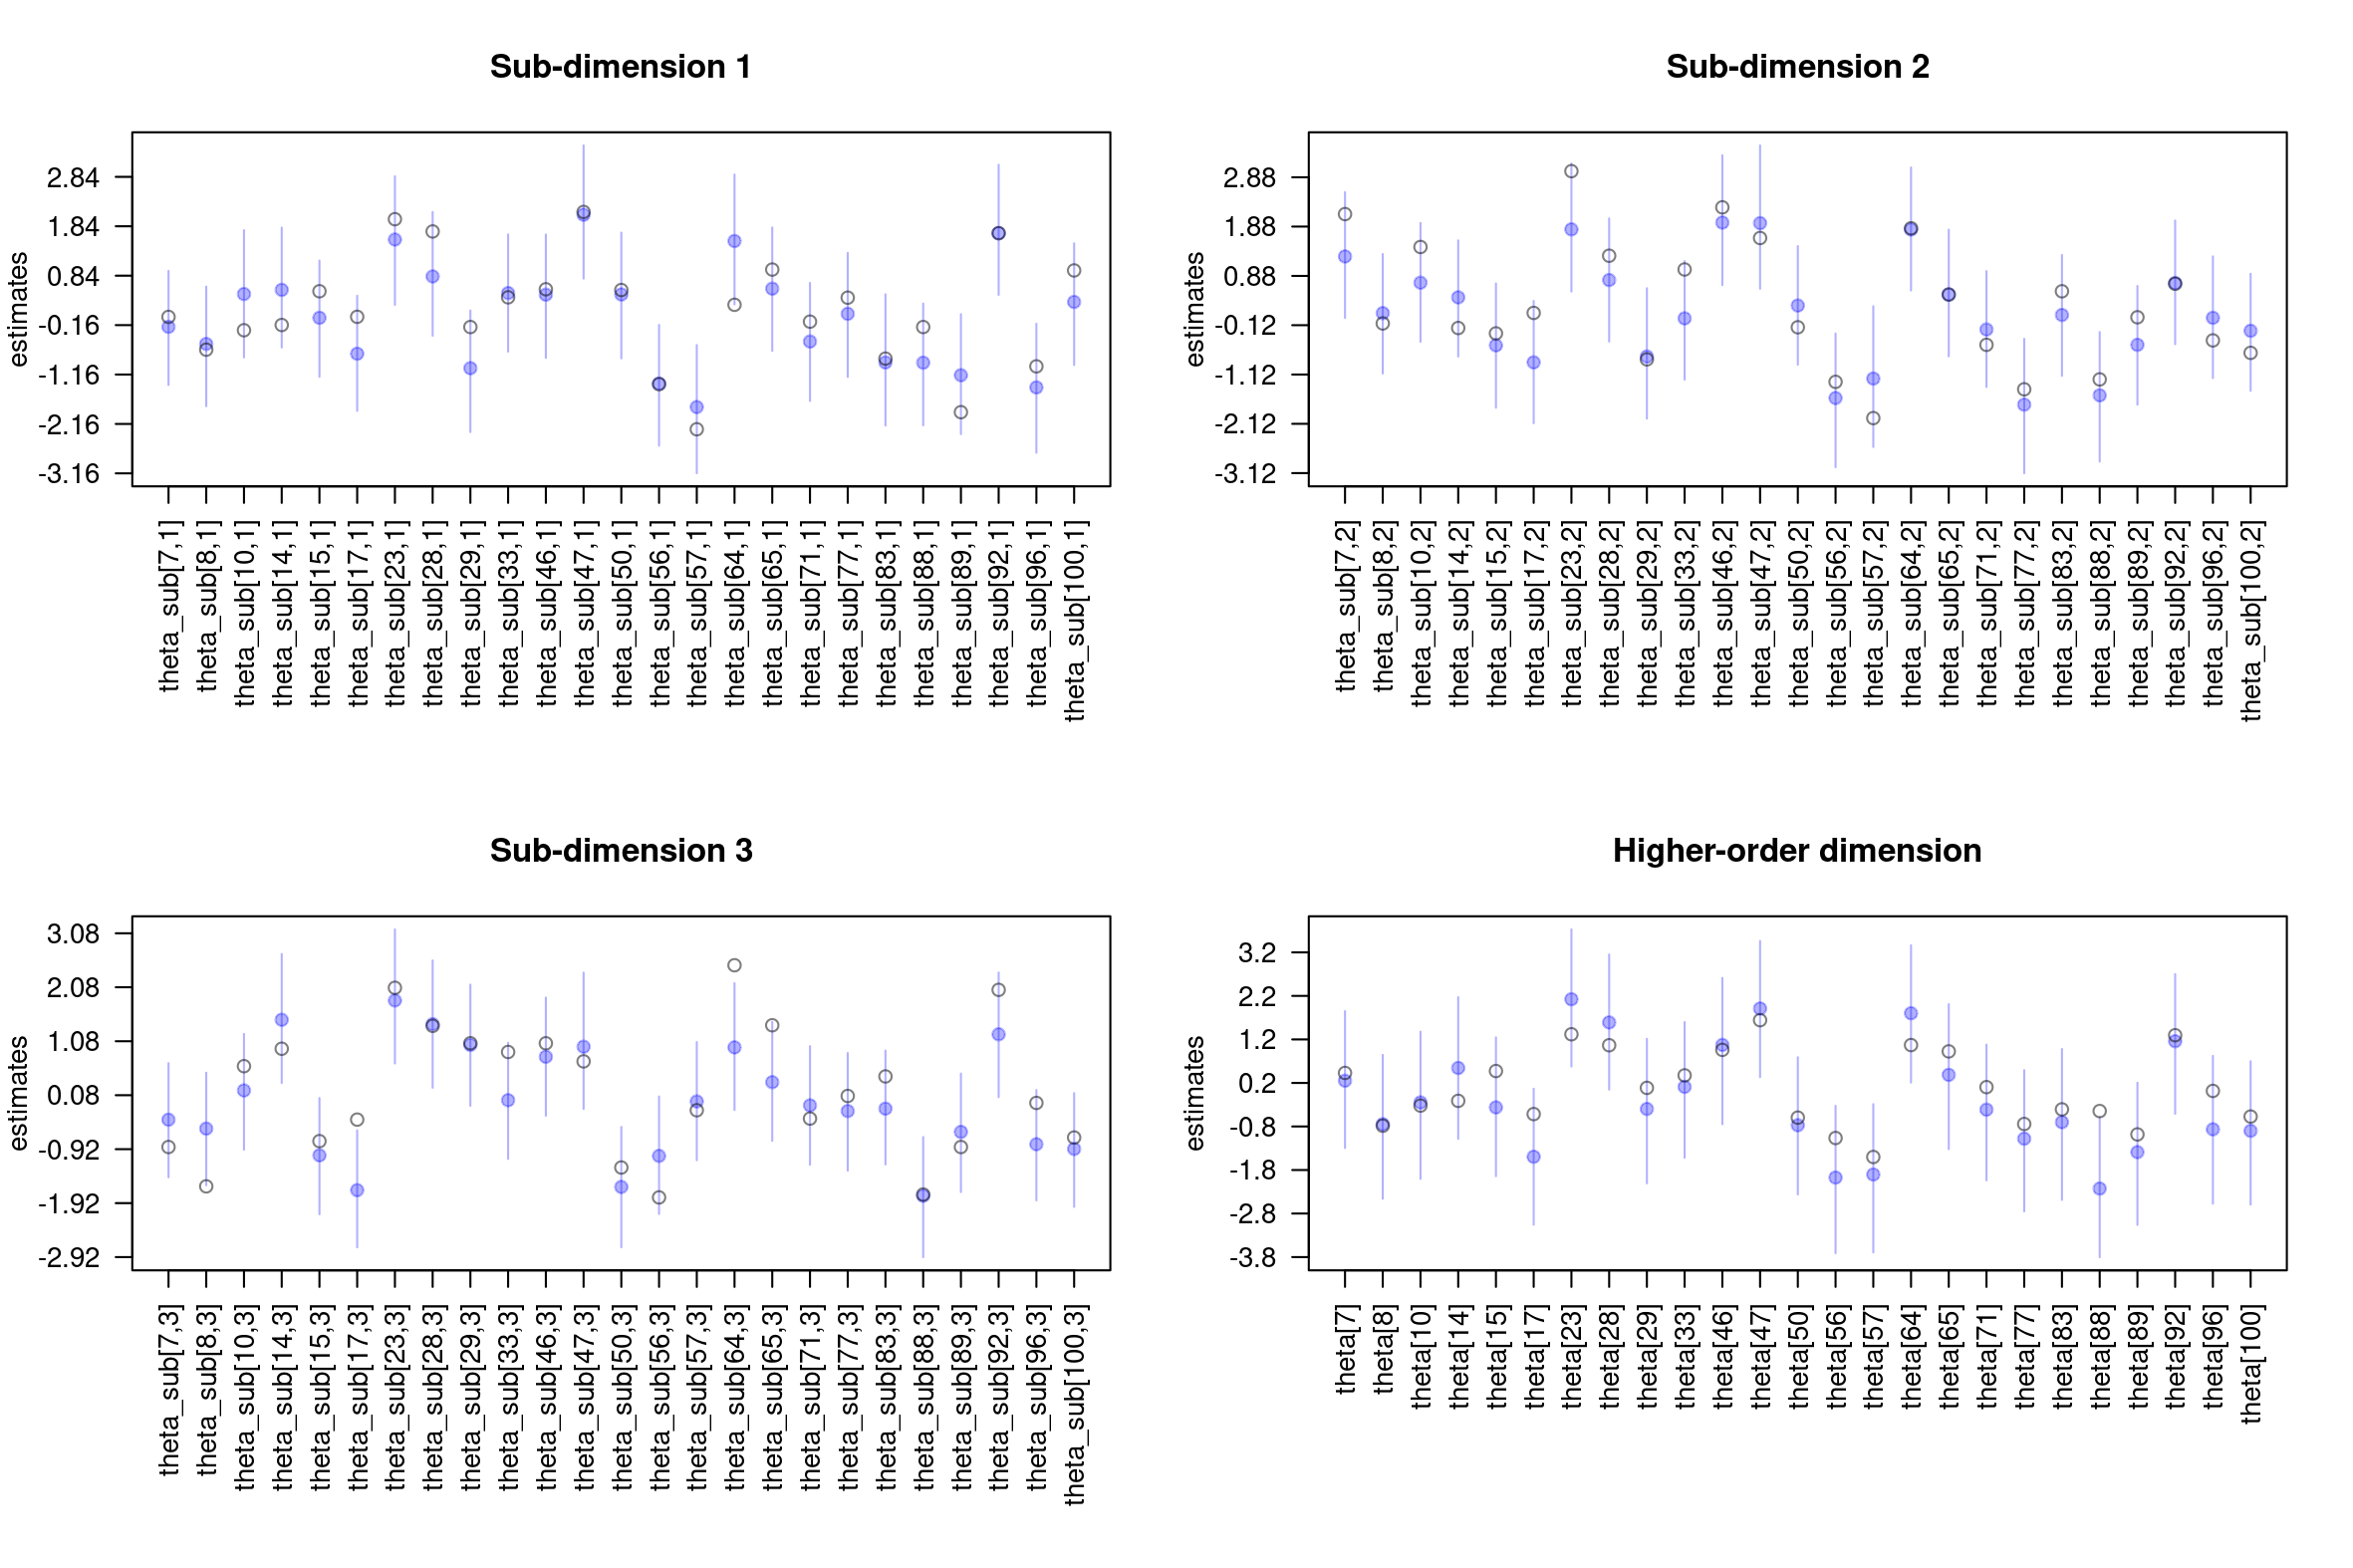 Sub-dimension 1
estimates
2.84
1.84
0.84
-0.16
-1.16
-2.16
-3.16
theta_sub[7,1]
theta_sub[8,1]
theta_sub[10,1]
theta_sub[14,1]
theta_sub[15,1]
theta_sub[17,1]
theta_sub[23,1]
theta_sub[28,1]
theta_sub[29,1]
theta_sub[33,1]
theta_sub[46,1]
theta_sub[47,1]
theta_sub[50,1]
theta_sub[56,1]
theta_sub[57,1]
theta_sub[64,1]
theta_sub[65,1]
theta_sub[71,1]
theta_sub[77,1]
theta_sub[83,1]
theta_sub[88,1]
theta_sub[89,1]
theta_sub[92,1]
theta_sub[96,1]
theta_sub[100,1]
Sub-dimension 2
estimates
2.88
1.88
0.88
-0.12
-1.12
-2.12
-3.12
theta_sub[7,2]
theta_sub[8,2]
theta_sub[10,2]
theta_sub[14,2]
theta_sub[15,2]
theta_sub[17,2]
theta_sub[23,2]
theta_sub[28,2]
theta_sub[29,2]
theta_sub[33,2]
theta_sub[46,2]
theta_sub[47,2]
theta_sub[50,2]
theta_sub[56,2]
theta_sub[57,2]
theta_sub[64,2]
theta_sub[65,2]
theta_sub[71,2]
theta_sub[77,2]
theta_sub[83,2]
theta_sub[88,2]
theta_sub[89,2]
theta_sub[92,2]
theta_sub[96,2]
theta_sub[100,2]
Sub-dimension 3
estimates
3.08
2.08
1.08
0.08
-0.92
-1.92
-2.92
theta_sub[7,3]
theta_sub[8,3]
theta_sub[10,3]
theta_sub[14,3]
theta_sub[15,3]
theta_sub[17,3]
theta_sub[23,3]
theta_sub[28,3]
theta_sub[29,3]
theta_sub[33,3]
theta_sub[46,3]
theta_sub[47,3]
theta_sub[50,3]
theta_sub[56,3]
theta_sub[57,3]
theta_sub[64,3]
theta_sub[65,3]
theta_sub[71,3]
theta_sub[77,3]
theta_sub[83,3]
theta_sub[88,3]
theta_sub[89,3]
theta_sub[92,3]
theta_sub[96,3]
theta_sub[100,3]
Higher-order dimension
estimates
3.2
2.2
1.2
0.2
-0.8
-1.8
-2.8
-3.8
theta[7]
theta[8]
theta[10]
theta[14]
theta[15]
theta[17]
theta[23]
theta[28]
theta[29]
theta[33]
theta[46]
theta[47]
theta[50]
theta[56]
theta[57]
theta[64]
theta[65]
theta[71]
theta[77]
theta[83]
theta[88]
theta[89]
theta[92]
theta[96]
theta[100]